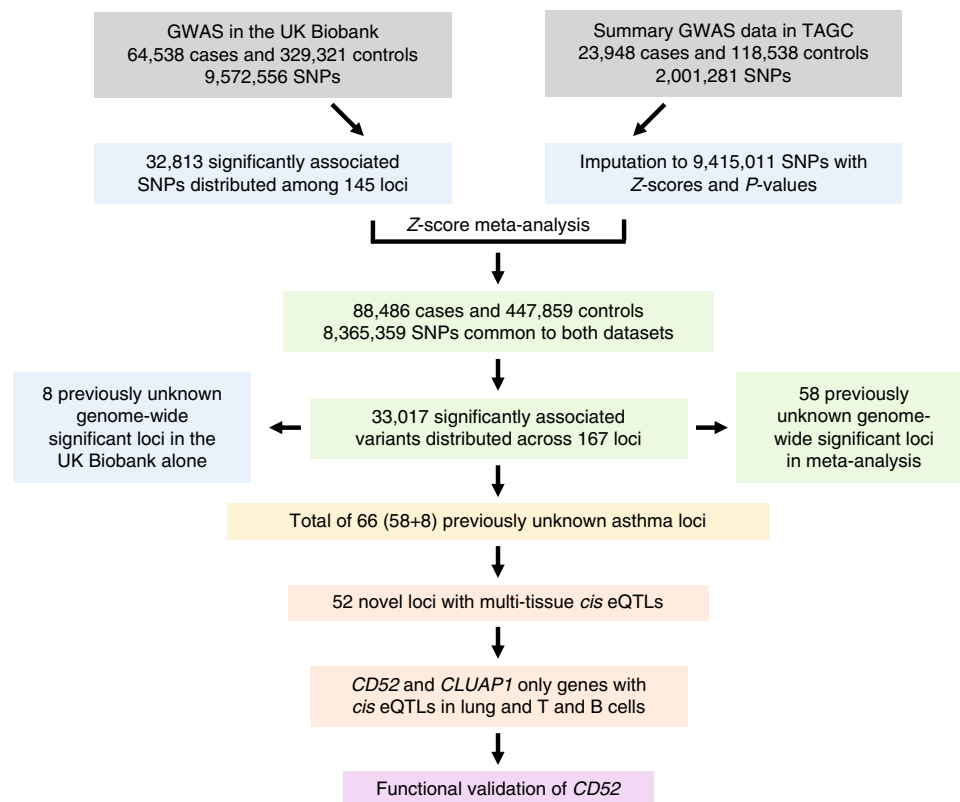 GWAS in the UK Biobank
64,538 cases and 329,321 controls
9,572,556 SNPs
Summary GWAS data in TAGC
23,948 cases and 118,538 controls
2,001,281 SNPs
32,813 significantly associated
SNPs distributed among 145 loci
Imputation to 9,415,011 SNPs with
Z-scores and P-values
Z-score meta-analysis
88,486 cases and 447,859 controls
8,365,359 SNPs common to both datasets
8 previously unknown
genome-wide
significant loci in the
UK Biobank alone
33,017 significantly associated
variants distributed across 167 loci
58 previously
unknown genome-
wide significant loci
in meta-analysis
Total of 66 (58+8) previously unknown asthma loci
52 novel loci with multi-tissue cis eQTLs
CD52 and CLUAP1 only genes with
cis eQTLs in lung and T and B cells
Functional validation of CD52